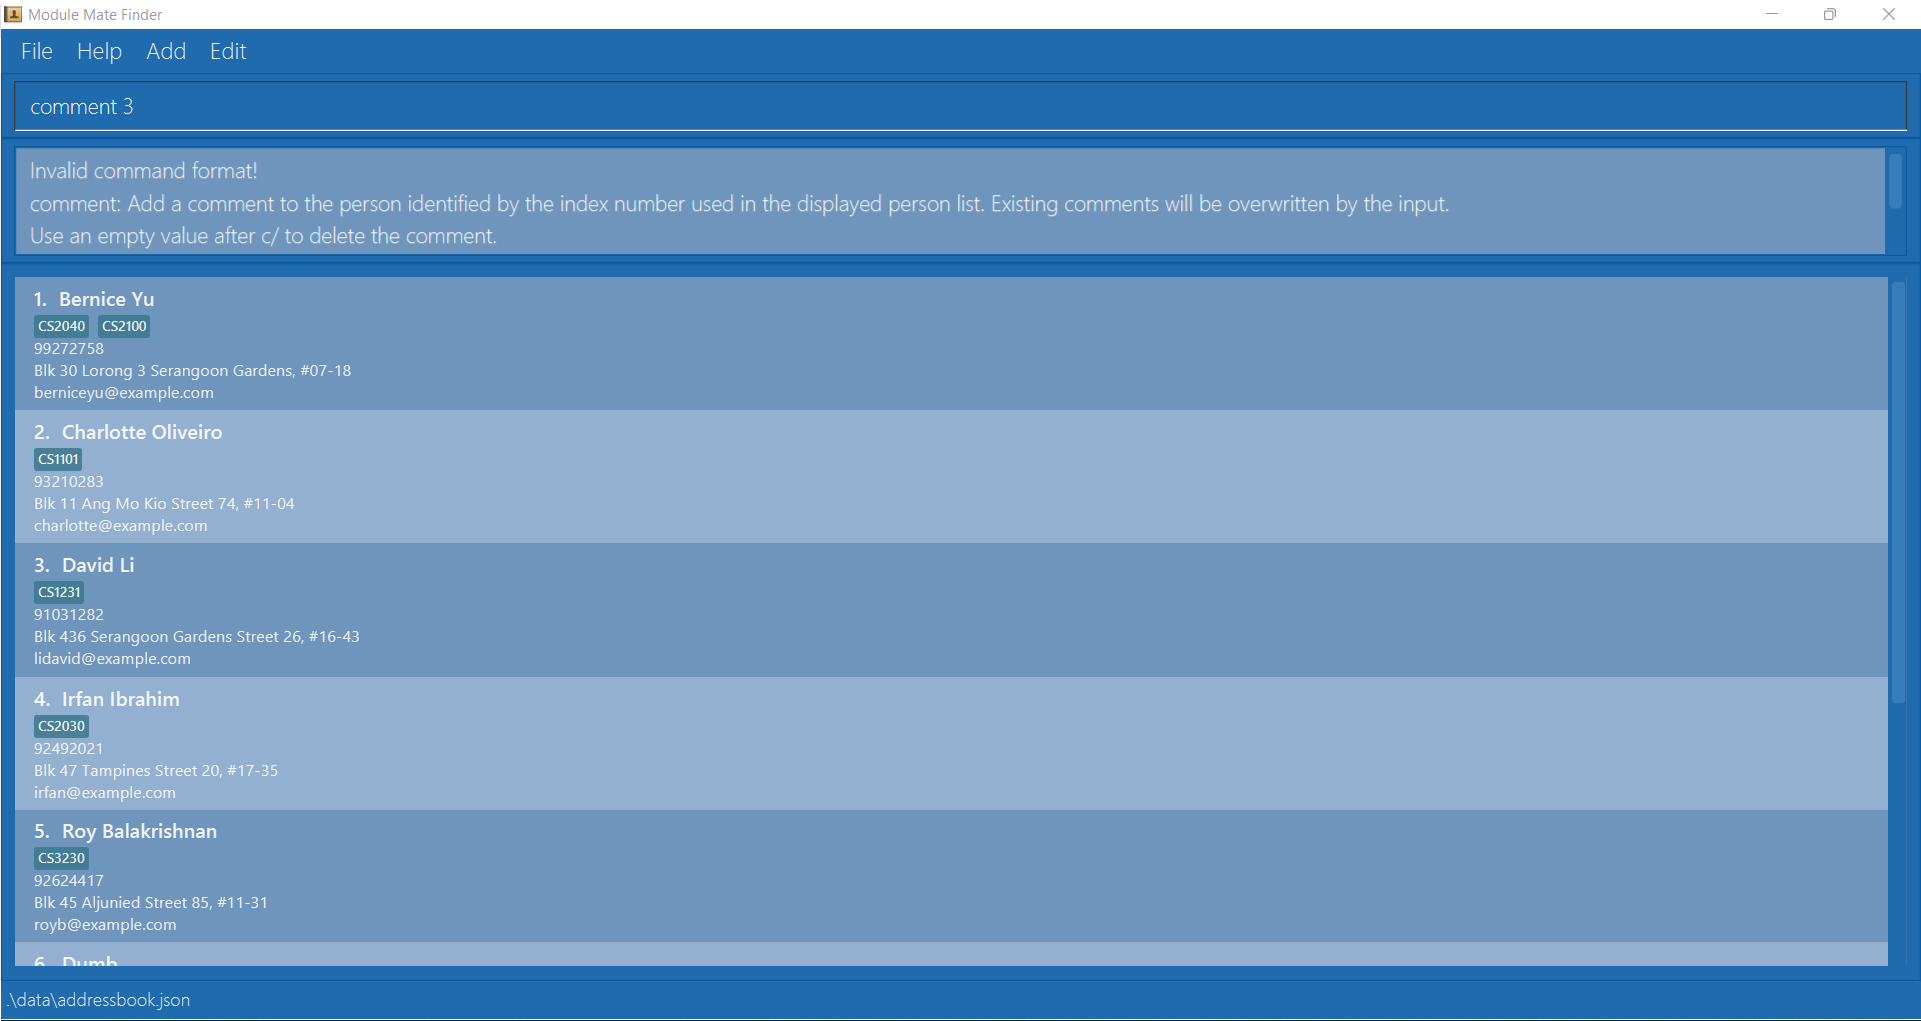 Module Mate Finder
File Help Add Edit
comment 3
Invalid command format!
comment: Add a comment to the person identified by the index number used in the displayed person list. Existing comments will be overwritten by the input.
Use an empty value after c/ to delete the comment.
1. Bernice Yu
CS2040 CS2100
99272758
Blk 30 Lorong 3 Serangoon Gardens, #07-18
berniceyu@example.com
2. Charlotte Oliveiro
CS1101
93210283
Blk 11 Ang Mo Kio Street 74, #11-04
charlotte@example.com
3. David Li
CS1231
91031282
Blk 436 Serangoon Gardens Street 26, #16-43
lidavid@example.com
4. Irfan Ibrahim
CS2030
92492021
Blk 47 Tampines Street 20, #17-35
irfan@example.com
5. Roy Balakrishnan
CS3230
92624417
Blk 45 Aljunied Street 85, #11-31
royb@example.com
6. Dumb
.\data\addressbook.json